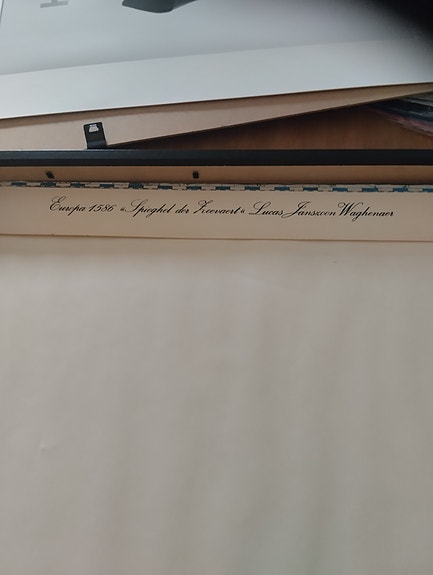 Europa 1586 «Spieghel der Zeevaert« Lucas Janszoon Waghenaer